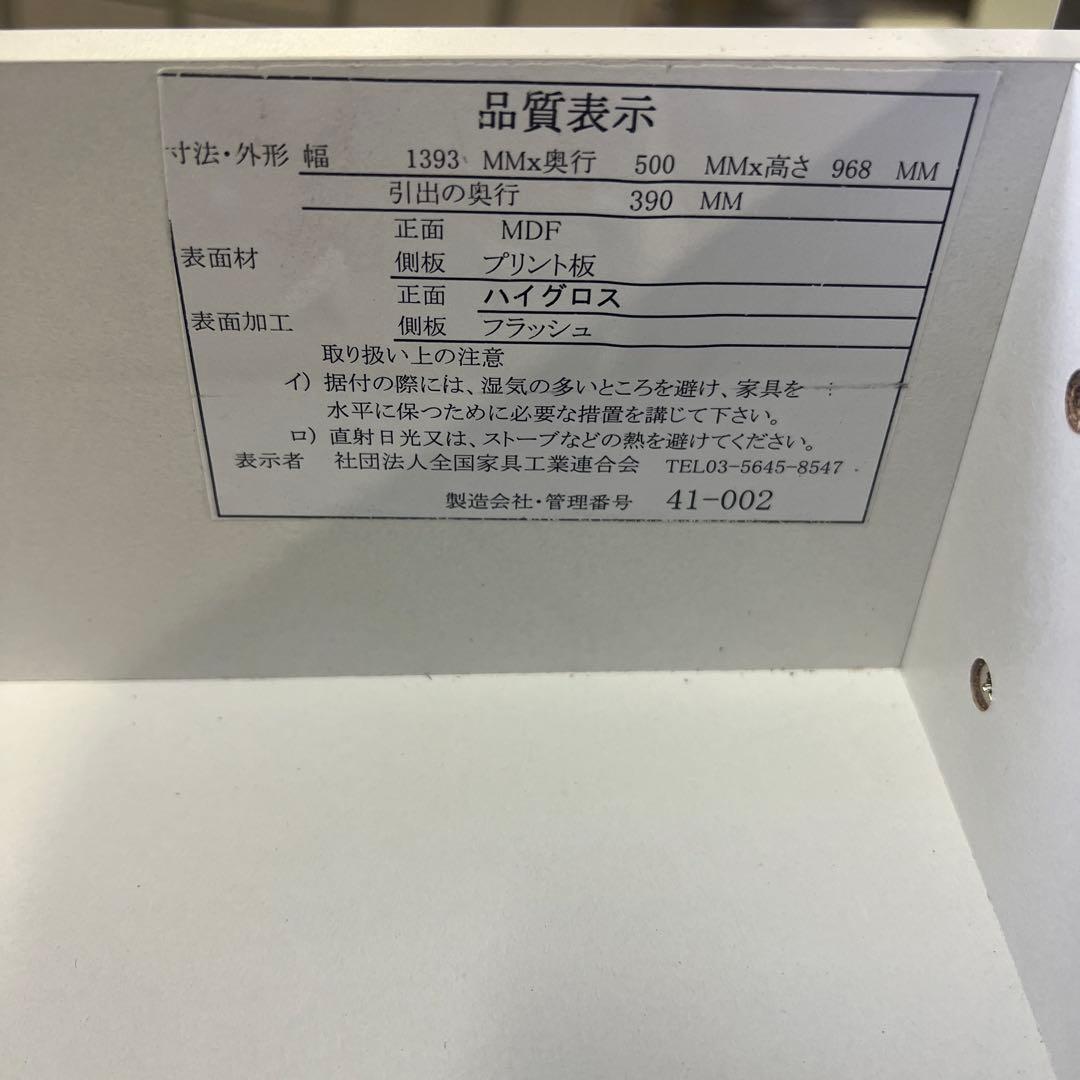 品質表示
寸法・外形 幅 1393 MMx奥行 500 MMx高さ 968 MM
引出の奥行 390 MM
正面 MDF
表面材 側板 プリント板
正面 ハイグロス
表面加工 側板 フラッシュ
取り扱い上の注意
イ) 据付の際には、湿気の多いところを避け、家具を
水平に保つために必要な措置を講じて下さい。
ロ) 直射日光又は、ストーブなどの熱を避けてください。
表示者 社団法人全国家具工業連合会 TEL03-5645-8547
製造会社・管理番号 41-002